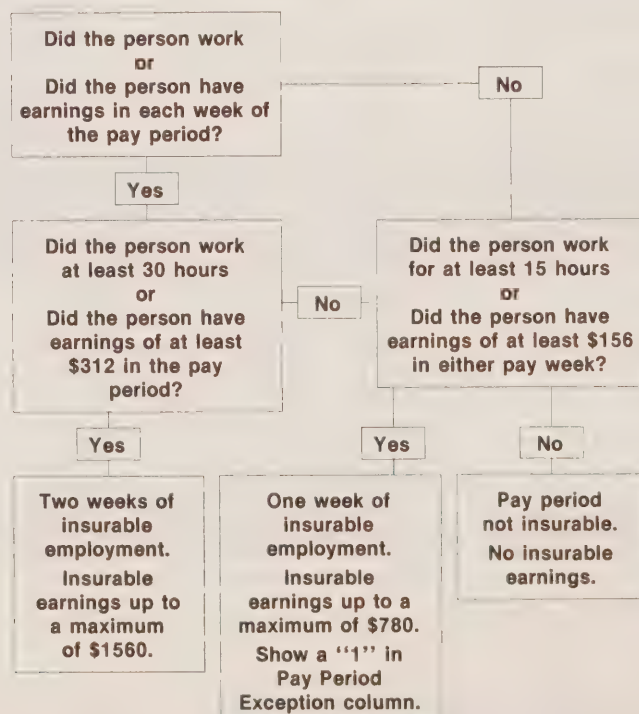 Did the person work
or
Did the person have
earnings in each week of
the pay period?
No
Yes
Did the person work
at least 30 hours
or
Did the person have
earnings of at least
$312 in the pay
period?
No
Did the person work
for at least 15 hours
or
Did the person have
earnings of at least $156
in either pay week?
Yes
Yes
No
Two weeks of
insurable
employment.
Insurable
earnings up to
a maximum
of $1560.
One week of
insurable
employment.
Insurable
earnings up to a
maximum of $780.
Show a "1" in
Pay Period
Exception column.
Pay period
not insurable.
No insurable
earnings.